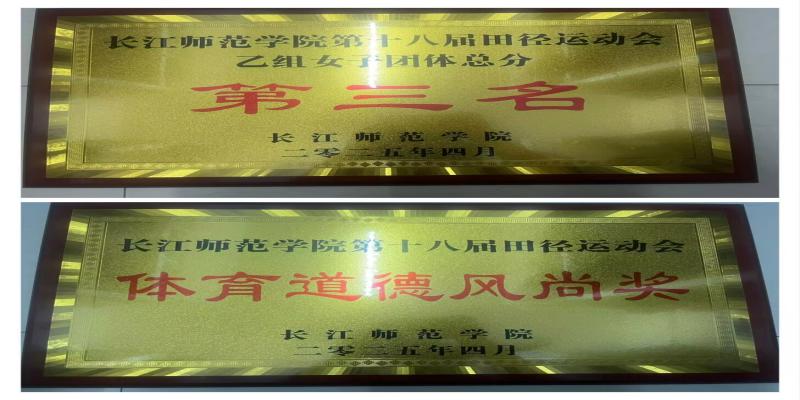 长江师范学院第十八届田径运动会
乙组女子团体总分
第三名
长江师范学院
二零二五年四月
长江师范学院第十八届田径运动会
体育道德风尚奖
长江师范学院
二零二五年四月